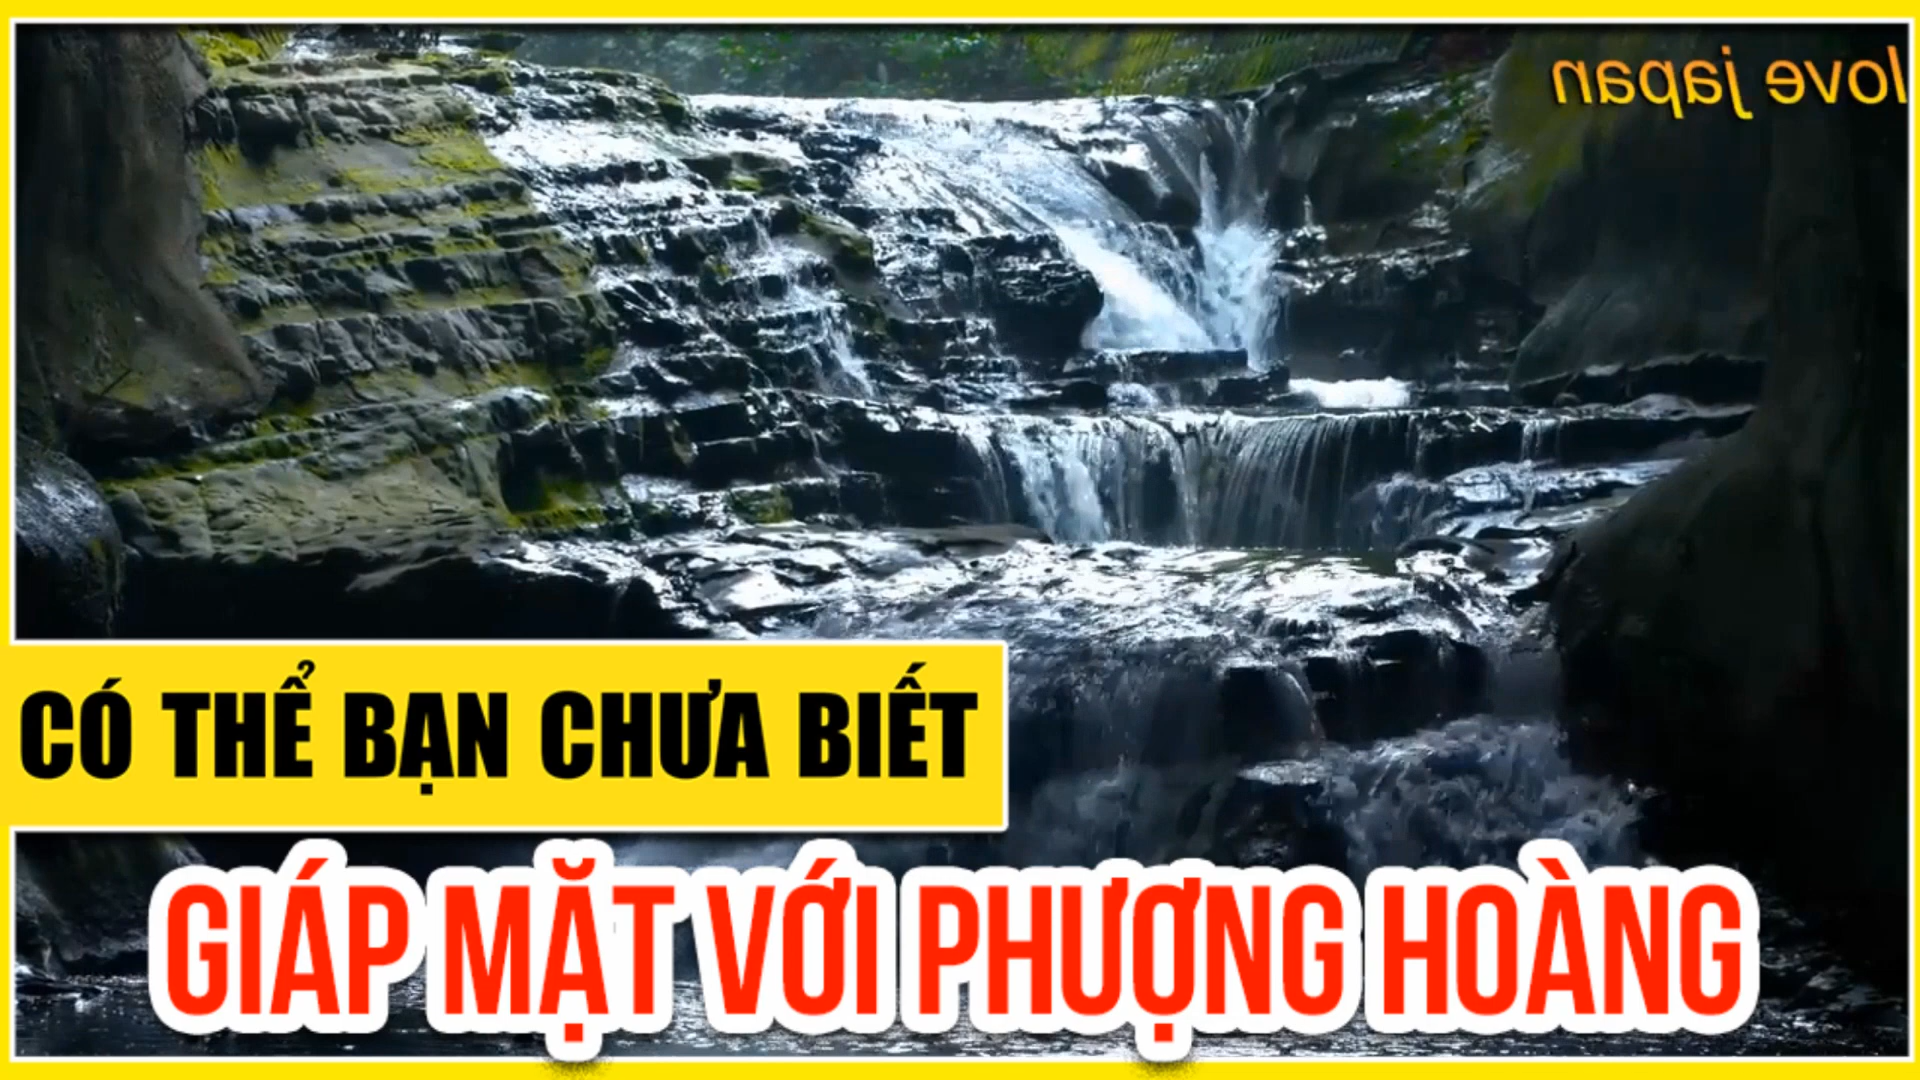 love japan
CÓ THỂ BẠN CHƯA BIẾT
GIÁP MẶT VỚI PHƯỢNG HOÀNG